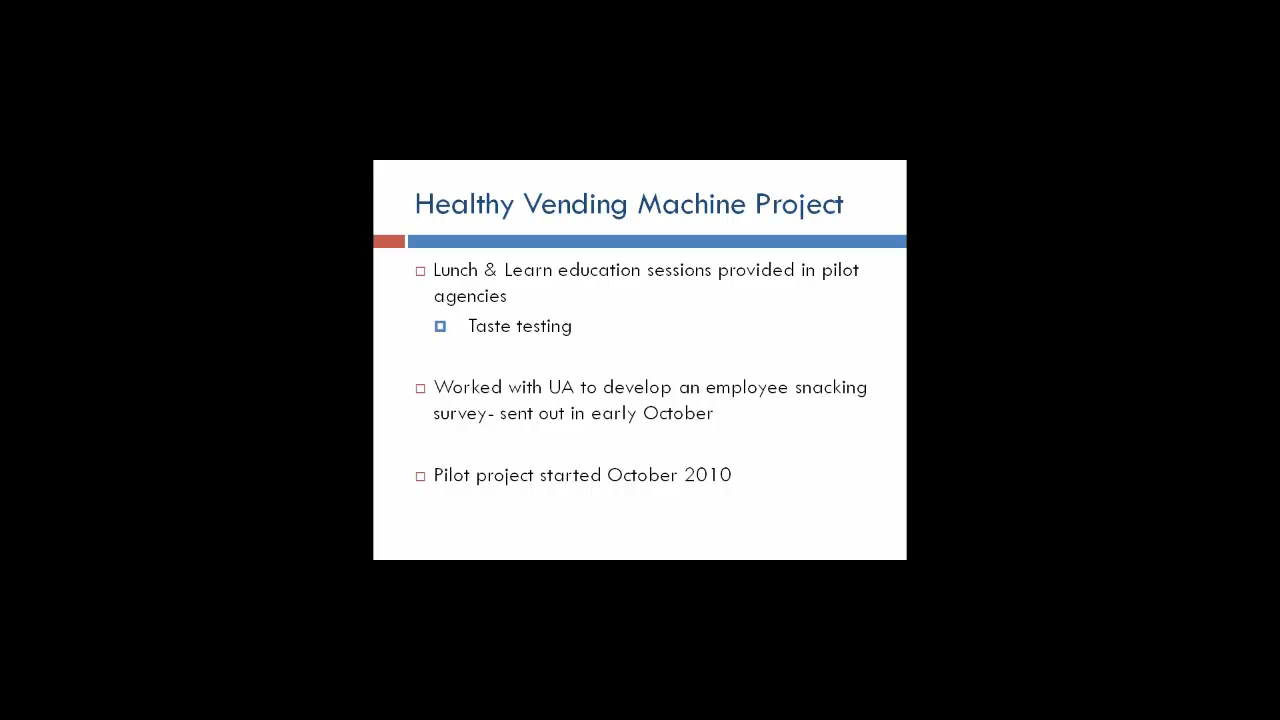 Healthy Vending Machine Project
Lunch & Learn education sessions provided in pilot
agencies
Taste testing
Worked with UA to develop an employee snacking
survey- sent out in early October
Pilot project started October 2010